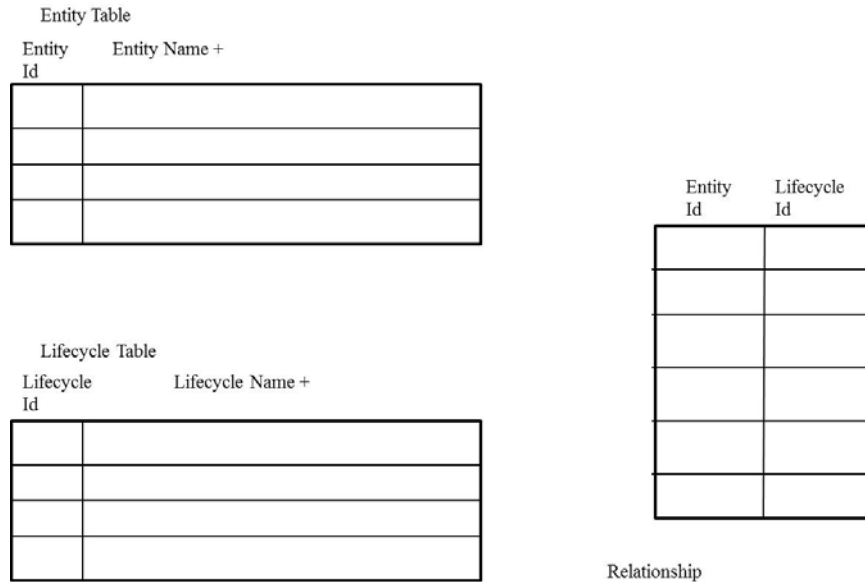 Entity Table
Entity Entity Name +
Id
Entity Lifecycle
Id Id
Lifecycle Table
Lifecycle Lifecycle Name +
Id
Relationship